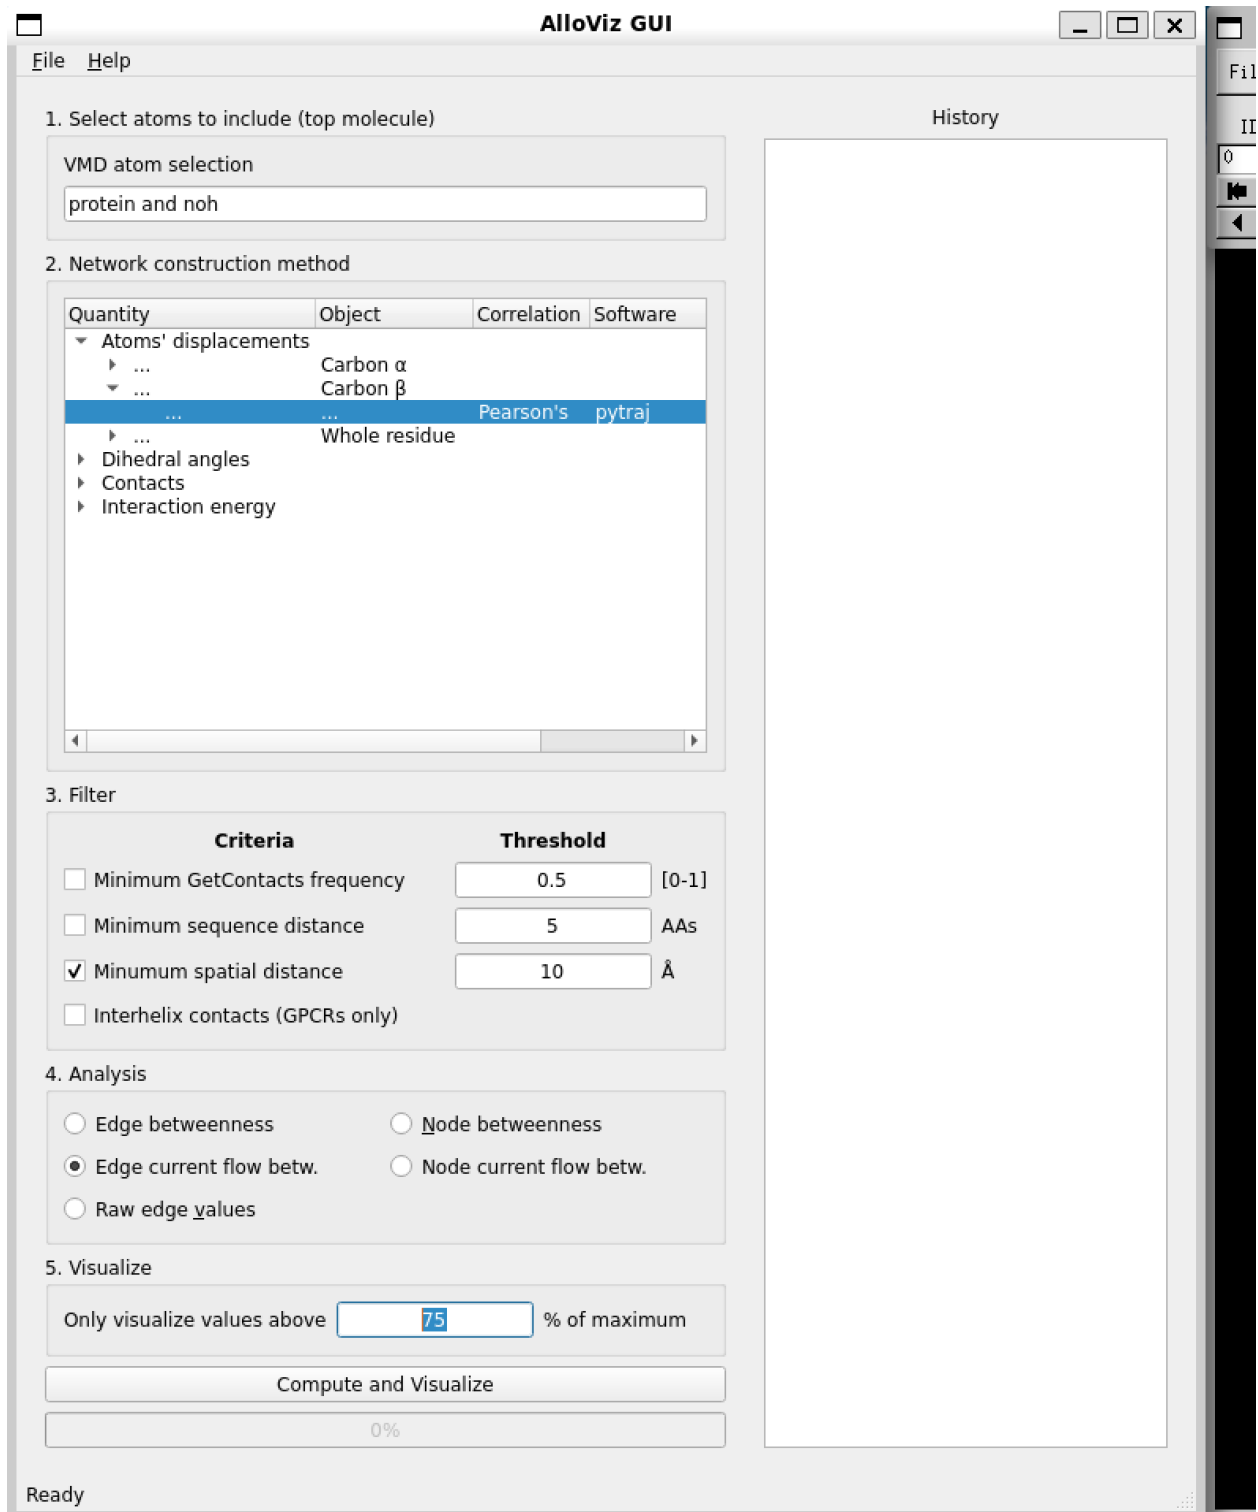 AlloViz GUI
File Help
1. Select atoms to include (top molecule)
VMD atom selection
protein and noh
2. Network construction method
Quantity Object Correlation Software
Atoms' displacements
... Carbon α
... Carbon β
... ... Pearson's pytraj
... Whole residue
Dihedral angles
Contacts
Interaction energy
3. Filter
Criteria Threshold
Minimum GetContacts frequency 0.5 [0-1]
Minimum sequence distance 5 AAs
Minumum spatial distance 10 Å
Interhelix contacts (GPCRs only)
4. Analysis
Edge betweenness Node betweenness
Edge current flow betw. Node current flow betw.
Raw edge values
5. Visualize
Only visualize values above 75 % of maximum
Compute and Visualize
0%
Ready
History
Fil
ID
0